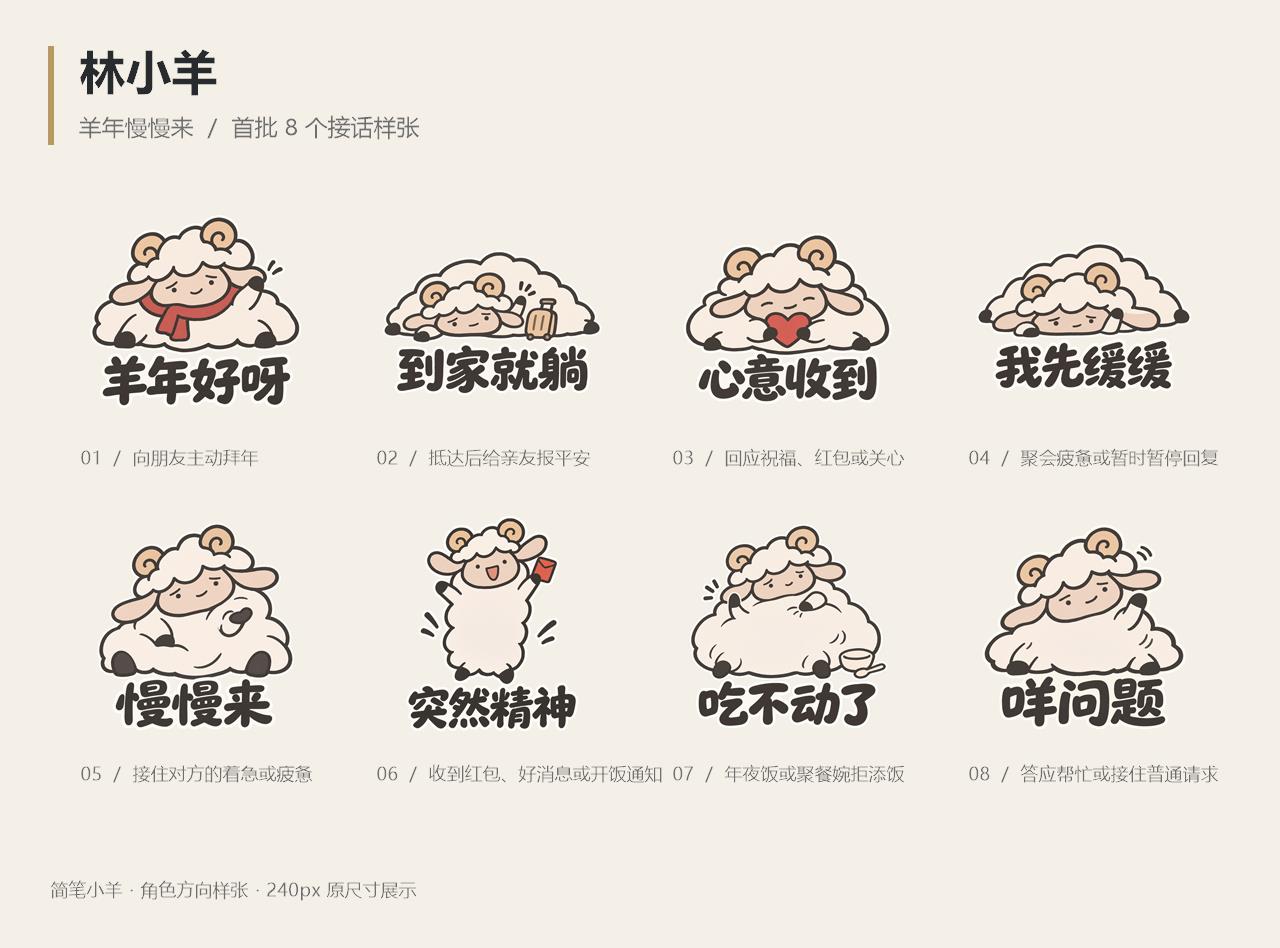 林小羊
羊年慢慢来 / 首批 8 个接话样张
羊年好呀
到家就躺
心意收到
我先缓缓
01 / 向朋友主动拜年
02 / 抵达后给亲友报平安
03 / 回应祝福、红包或关心
04 / 聚会疲惫或暂时暂停回复
慢慢来
突然精神
吃不动了
咩问题
05 / 接住对方的着急或疲惫
06 / 收到红包、好消息或开饭通知
07 / 年夜饭或聚餐婉拒添饭
08 / 答应帮忙或接住普通请求
简笔小羊 · 角色方向样张 · 240px 原尺寸展示